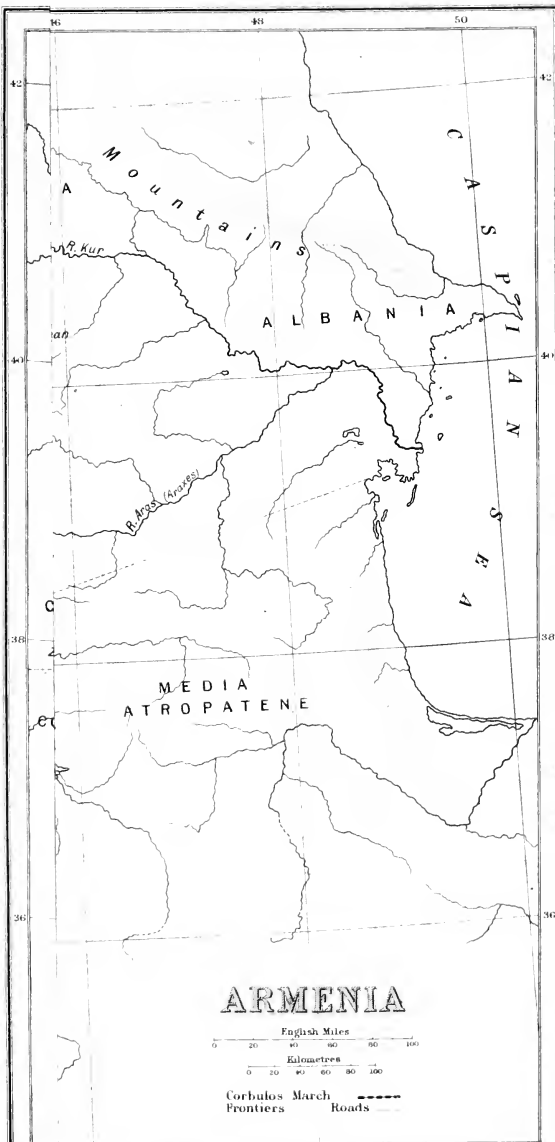 46 48 50
42 42
CASPIAN SEA
Mountains
A
R. Kur
ALBANIA
an
40 40
R. Aras (Araxes)
C
38 38
MEDIA
ATROPATENE
36 36
ARMENIA
English Miles
0 20 40 60 80 100
Kilometres
0 20 40 60 80 100
Corbulos March
Frontiers Roads